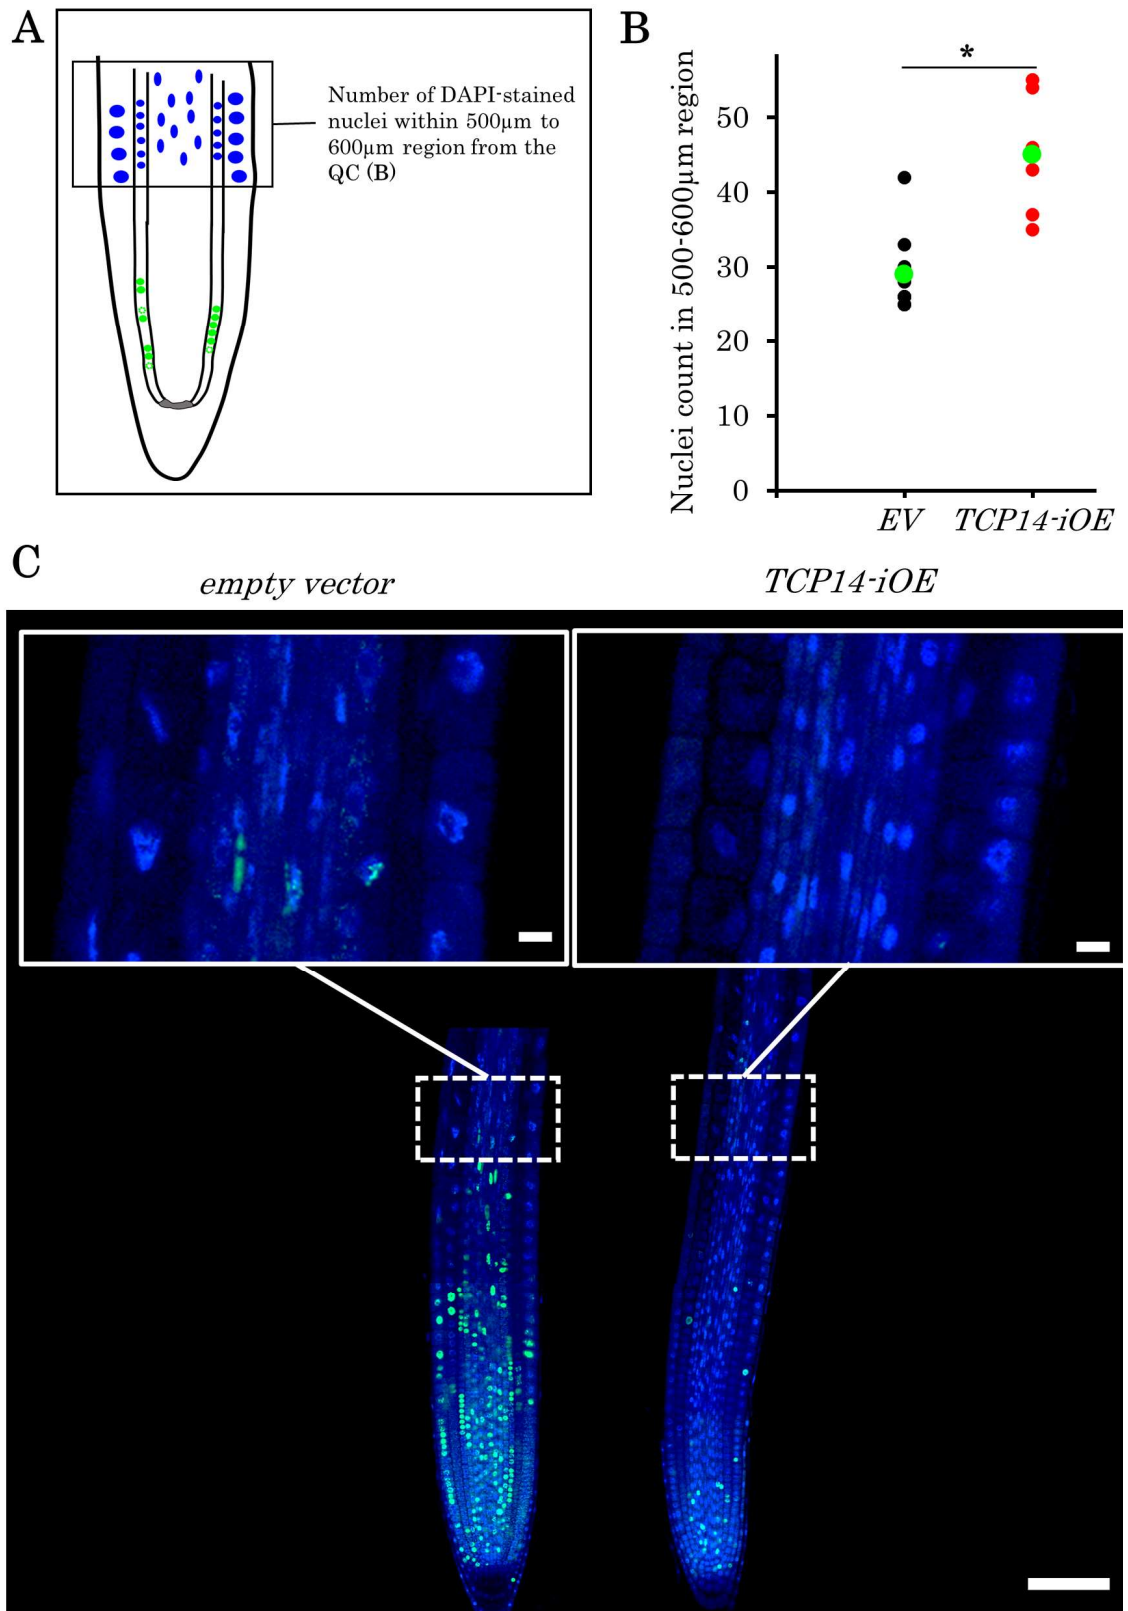 A
Number of DAPI-stained
nuclei within 500µm to
600µm region from the
QC (B)
B
*
Nuclei count in 500-600µm region
50
40
30
20
10
0
EV
TCP14-iOE
C
empty vector
TCP14-iOE